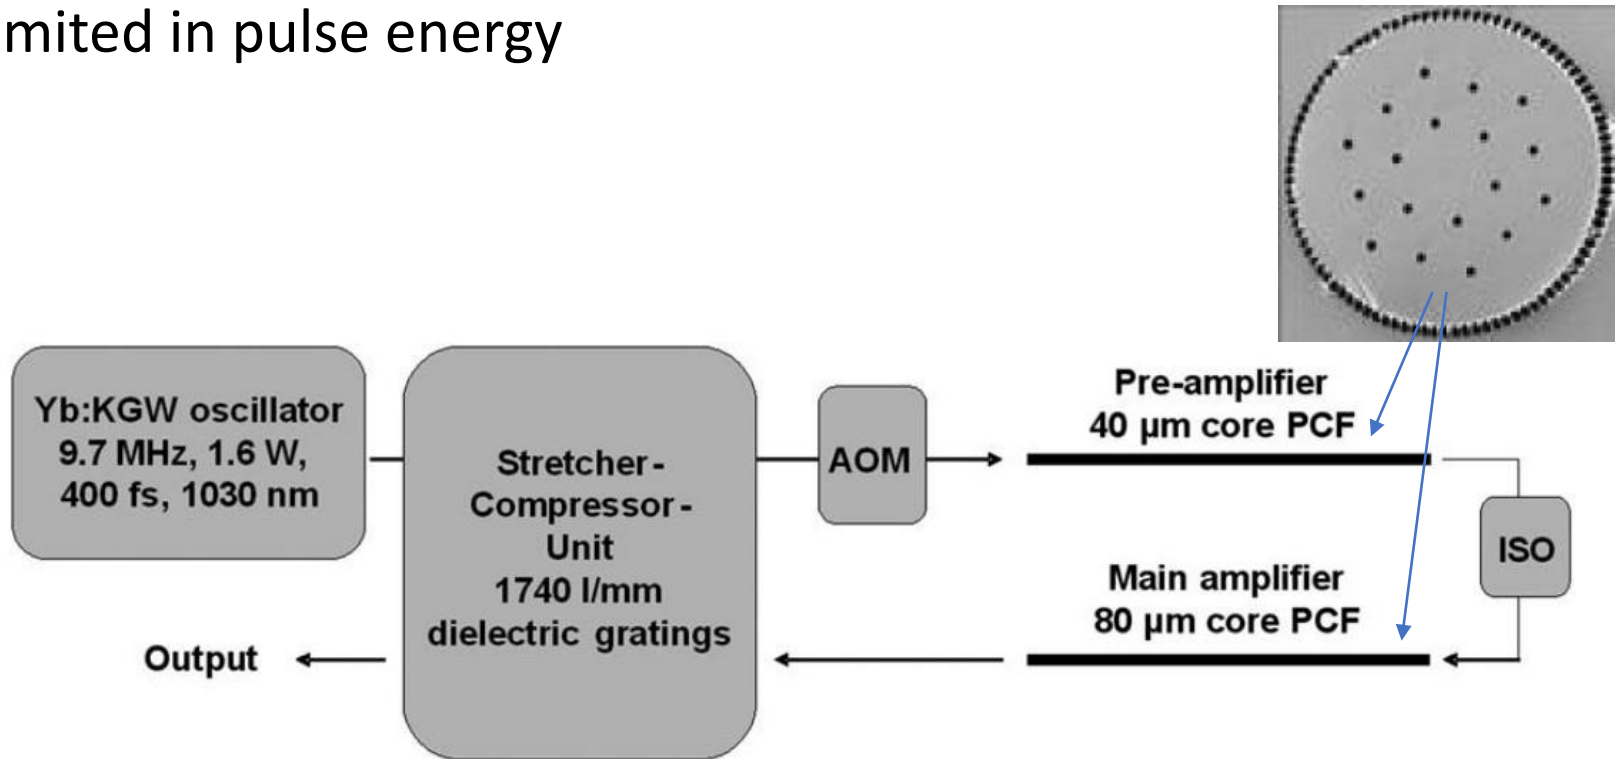 mited in pulse energy
Yb:KGW oscillator
9.7 MHz, 1.6 W,
400 fs, 1030 nm
Stretcher-
Compressor-
Unit
1740 l/mm
dielectric gratings
AOM
Pre-amplifier
40 µm core PCF
ISO
Main amplifier
80 µm core PCF
Output